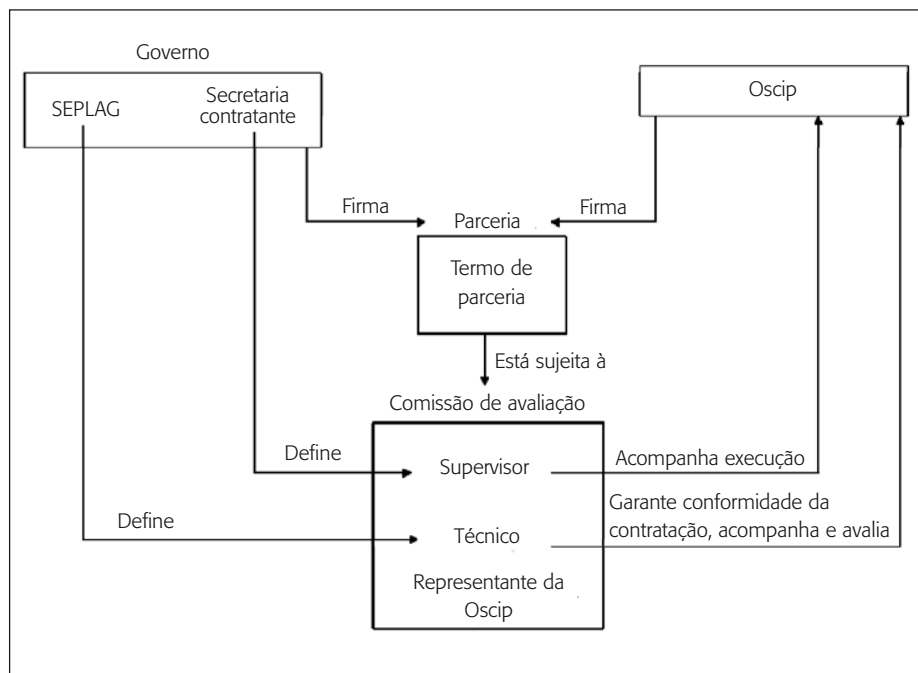 Governo
SEPLAG
Secretaria
contratante
Oscip
Firma
Firma
Parceria
Termo de
parceria
Está sujeita à
Comissão de avaliação
Define
Supervisor
Acompanha execução
Define
Técnico
Garante conformidade da
contratação, acompanha e avalia
Representante da
Oscip